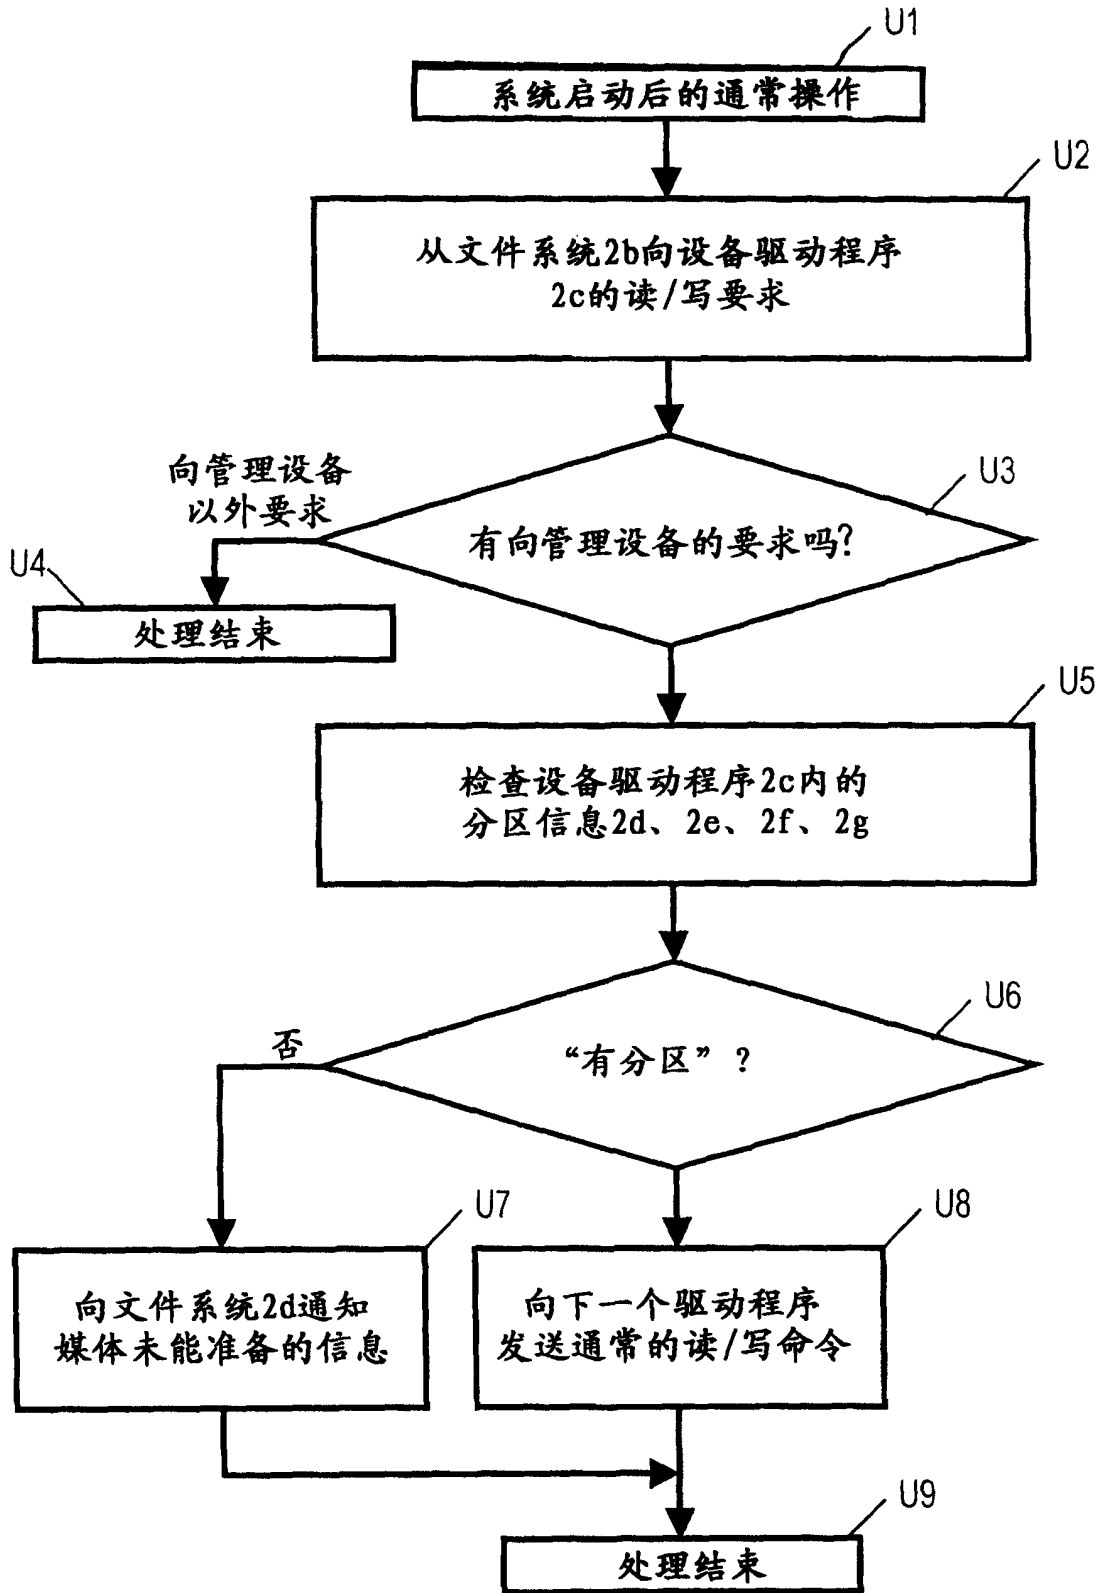 U1
系统启动后的通常操作
U2
从文件系统2b向设备驱动程序
2c的读/写要求
向管理设备
以外要求
U3
有向管理设备的要求吗?
U4
处理结束
U5
检查设备驱动程序2c内的
分区信息2d、2e、2f、2g
U6
否
“有分区”?
U7
向文件系统2d通知
媒体未能准备的信息
U8
向下一个驱动程序
发送通常的读/写命令
U9
处理结束